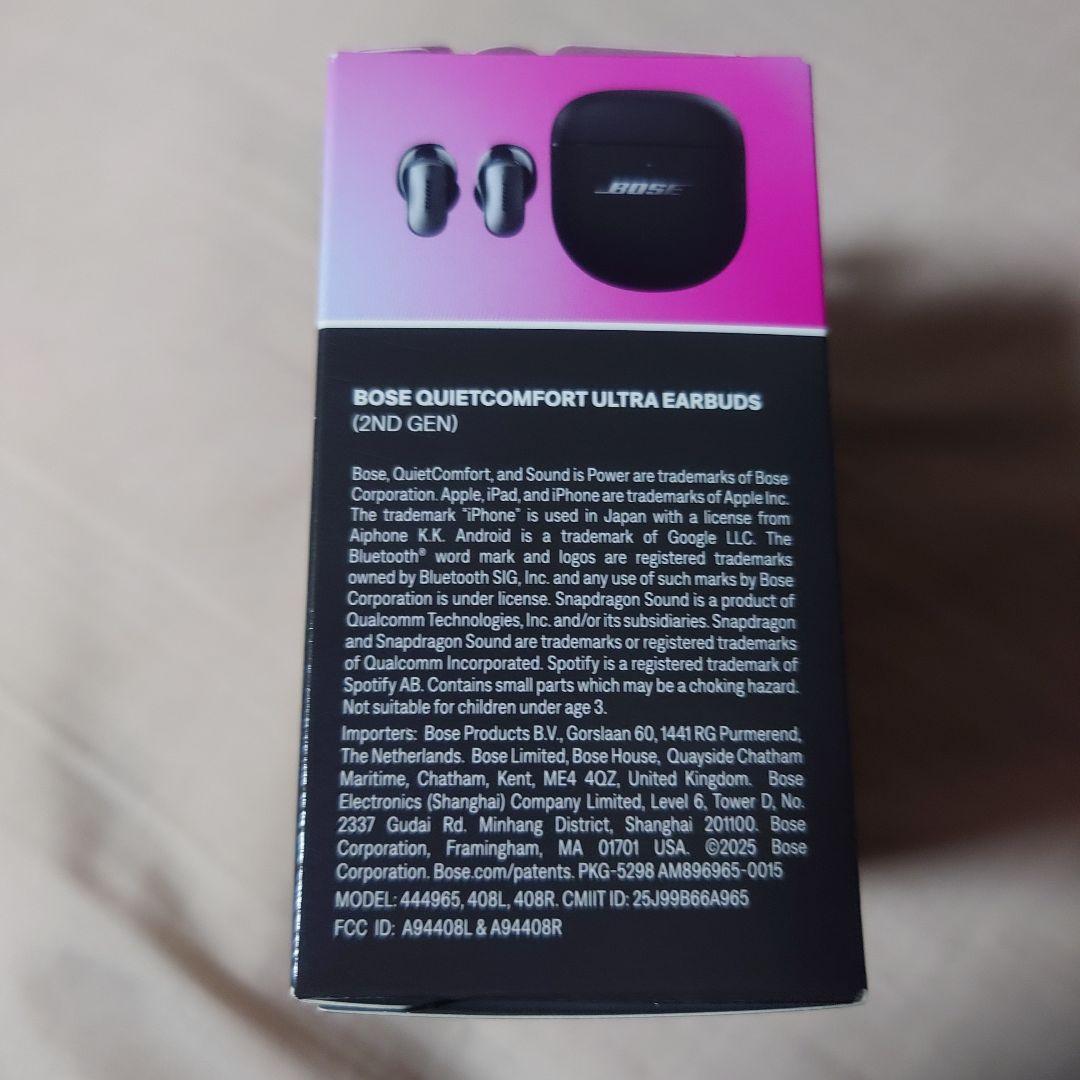 BOSE
BOSE QUIETCOMFORT ULTRA EARBUDS
(2ND GEN)
Bose, QuietComfort, and Sound is Power are trademarks of Bose
Corporation. Apple, iPad, and iPhone are trademarks of Apple Inc.
The trademark "iPhone" is used in Japan with a license from
Aiphone K.K. Android is a trademark of Google LLC. The
Bluetooth® word mark and logos are registered trademarks
owned by Bluetooth SIG, Inc. and any use of such marks by Bose
Corporation is under license. Snapdragon Sound is a product of
Qualcomm Technologies, Inc. and/or its subsidiaries. Snapdragon
and Snapdragon Sound are trademarks or registered trademarks
of Qualcomm Incorporated. Spotify is a registered trademark of
Spotify AB. Contains small parts which may be a choking hazard.
Not suitable for children under age 3.
Importers: Bose Products B.V., Gorslaan 60, 1441 RG Purmerend,
The Netherlands. Bose Limited, Bose House, Quayside Chatham
Maritime, Chatham, Kent, ME4 4QZ, United Kingdom. Bose
Electronics (Shanghai) Company Limited, Level 6, Tower D, No.
2337 Gudai Rd. Minhang District, Shanghai 201100. Bose
Corporation, Framingham, MA 01701 USA. ©2025 Bose
Corporation. Bose.com/patents. PKG-5298 AM896965-0015
MODEL: 444965, 408L, 408R. CMIIT ID: 25J99B66A965
FCC ID: A94408L & A94408R